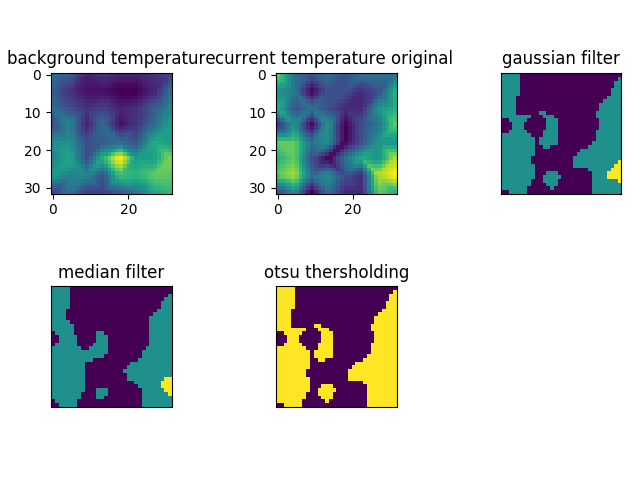 background temperature
current temperature original
gaussian filter
0
10
20
30
0
20
0
10
20
30
0
20
median filter
otsu thersholding